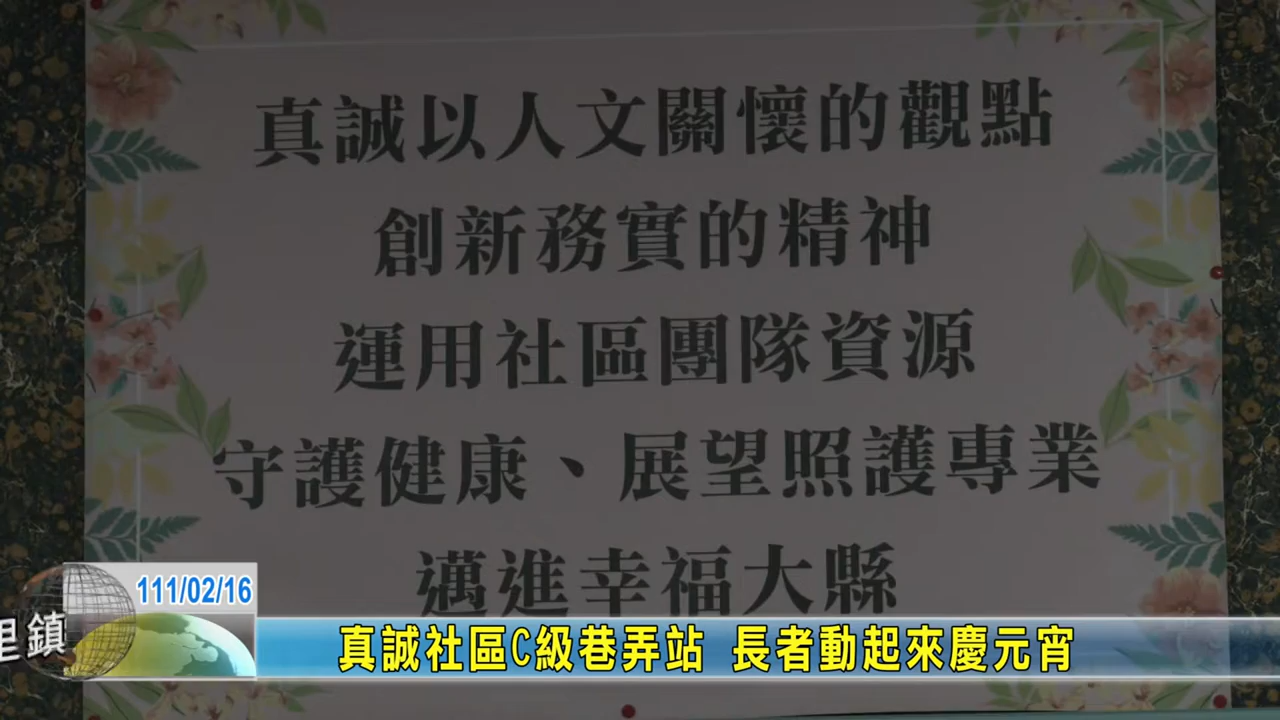 真誠以人文關懷的觀點
創新務實的精神
運用社區團隊資源
守護健康、展望照護專業
邁進幸福大縣
111/02/16
里鎮
真誠社區C級巷弄站 長者動起來慶元宵